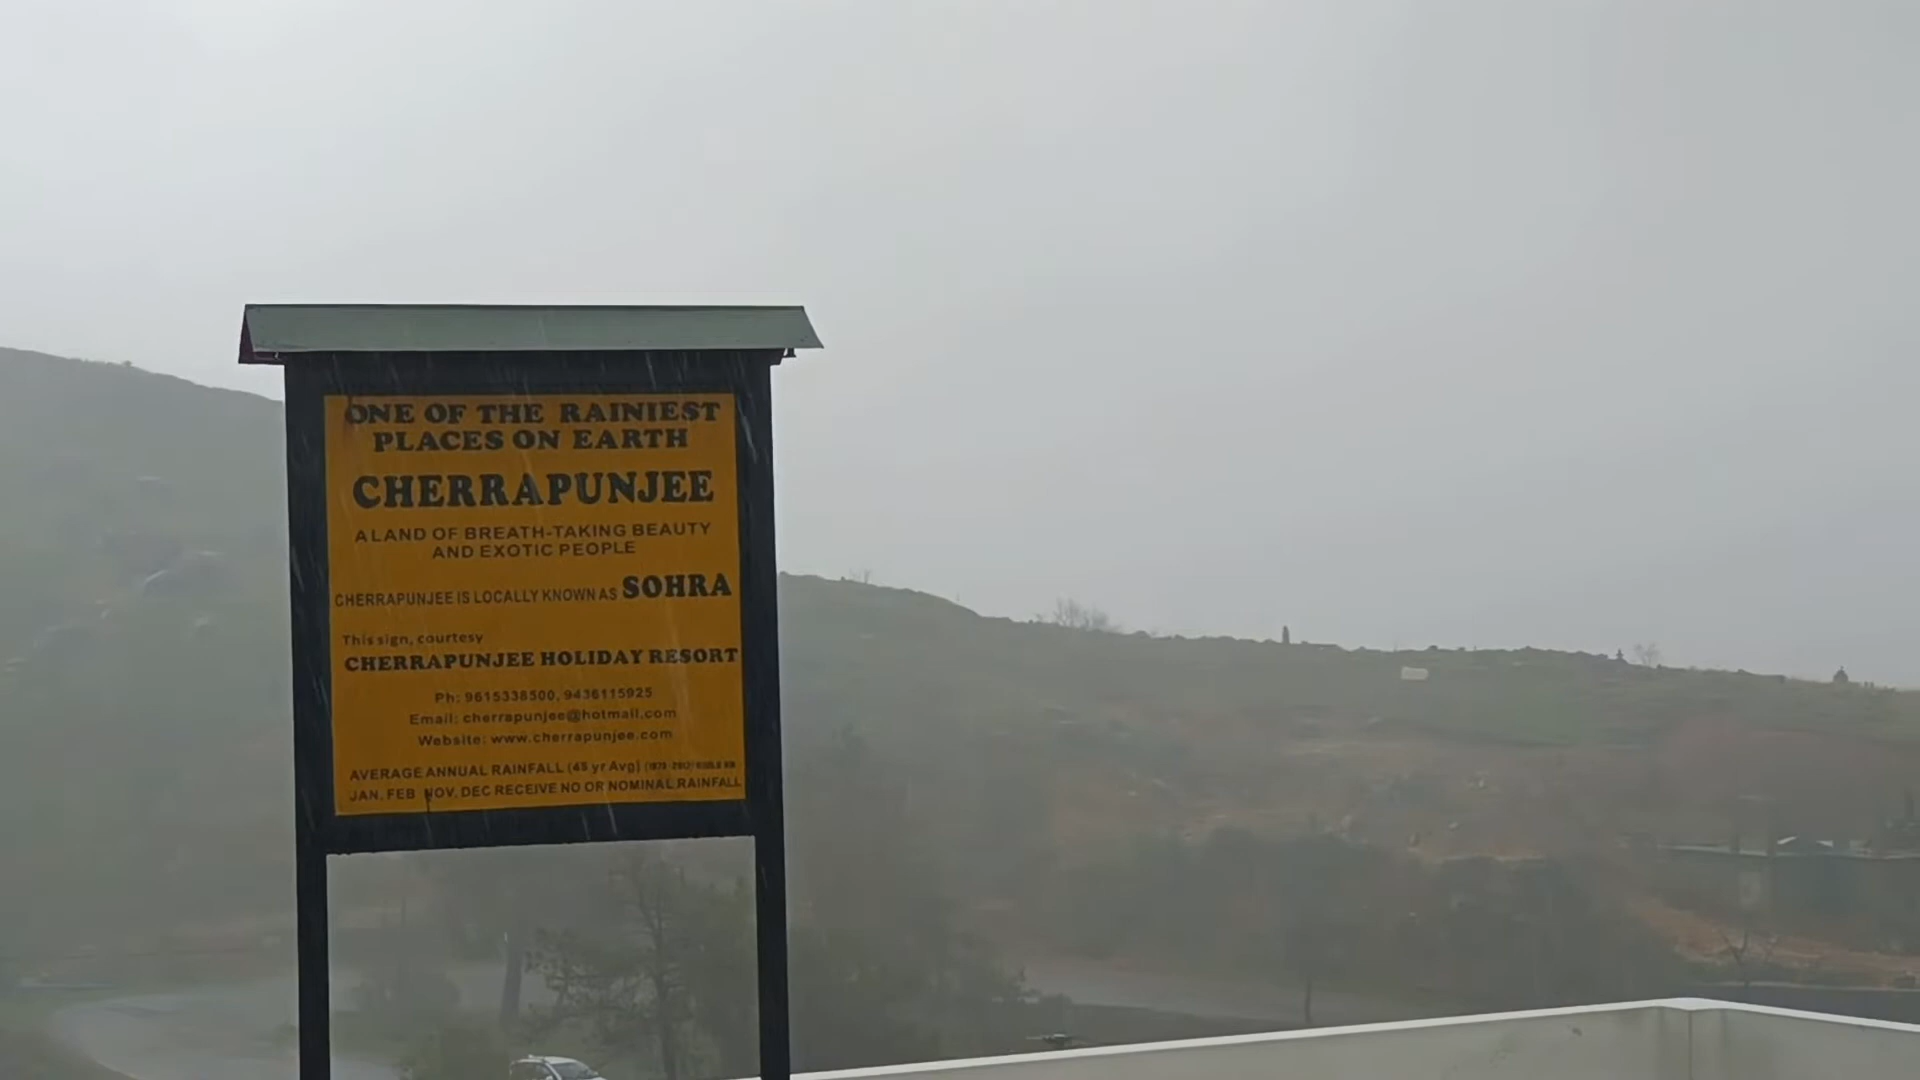 ONE OF THE RAINIEST
PLACES ON EARTH
CHERRAPUNJEE
A LAND OF BREATH-TAKING BEAUTY
AND EXOTIC PEOPLE
CHERRAPUNJEE IS LOCALLY KNOWN AS SOHRA
This sign, courtesy
CHERRAPUNJEE HOLIDAY RESORT
Ph: 9615338500, 9436115925
Email: cherrapunjee@hotmail.com
Website: www.cherrapunjee.com
AVERAGE ANNUAL RAINFALL (45 yr Avg)
JAN, FEB NOV, DEC RECEIVE NO OR NOMINAL RAINFALL